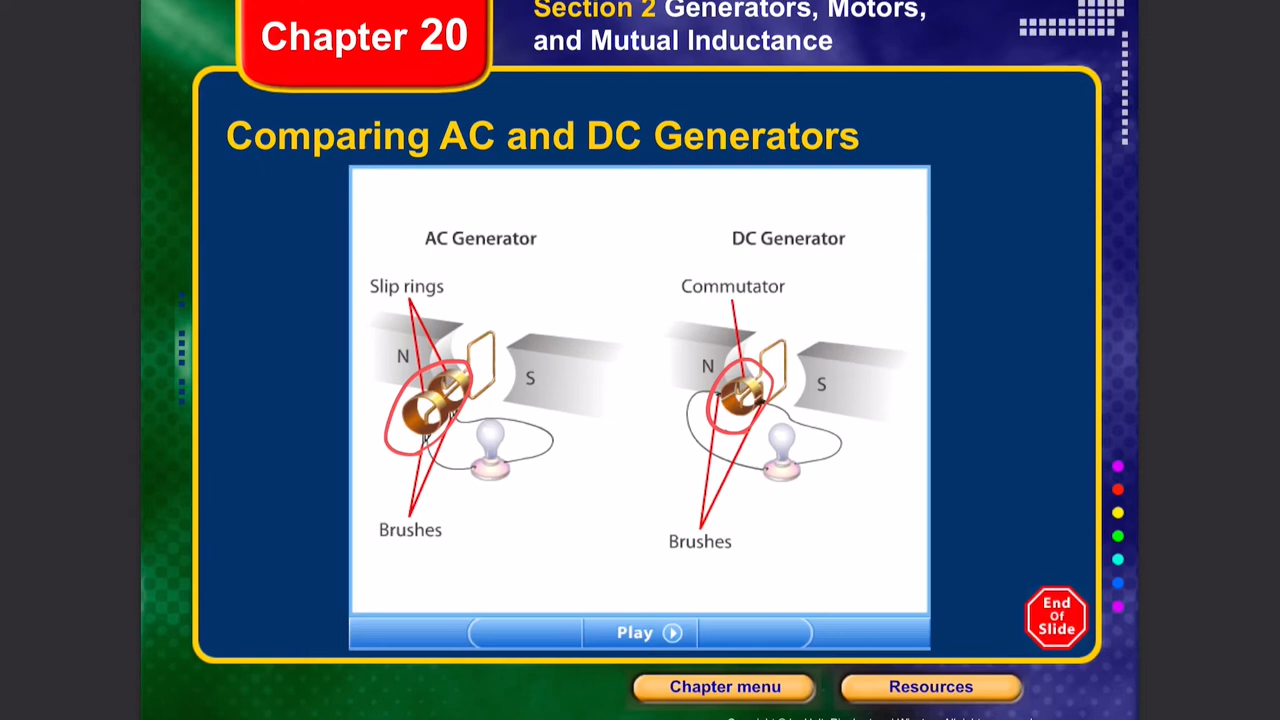 Chapter 20
Section 2 Generators, Motors,
and Mutual Inductance
Comparing AC and DC Generators
AC Generator
DC Generator
Slip rings
Commutator
N
S
N
S
Brushes
Brushes
Play
End
Of
Slide
Chapter menu
Resources